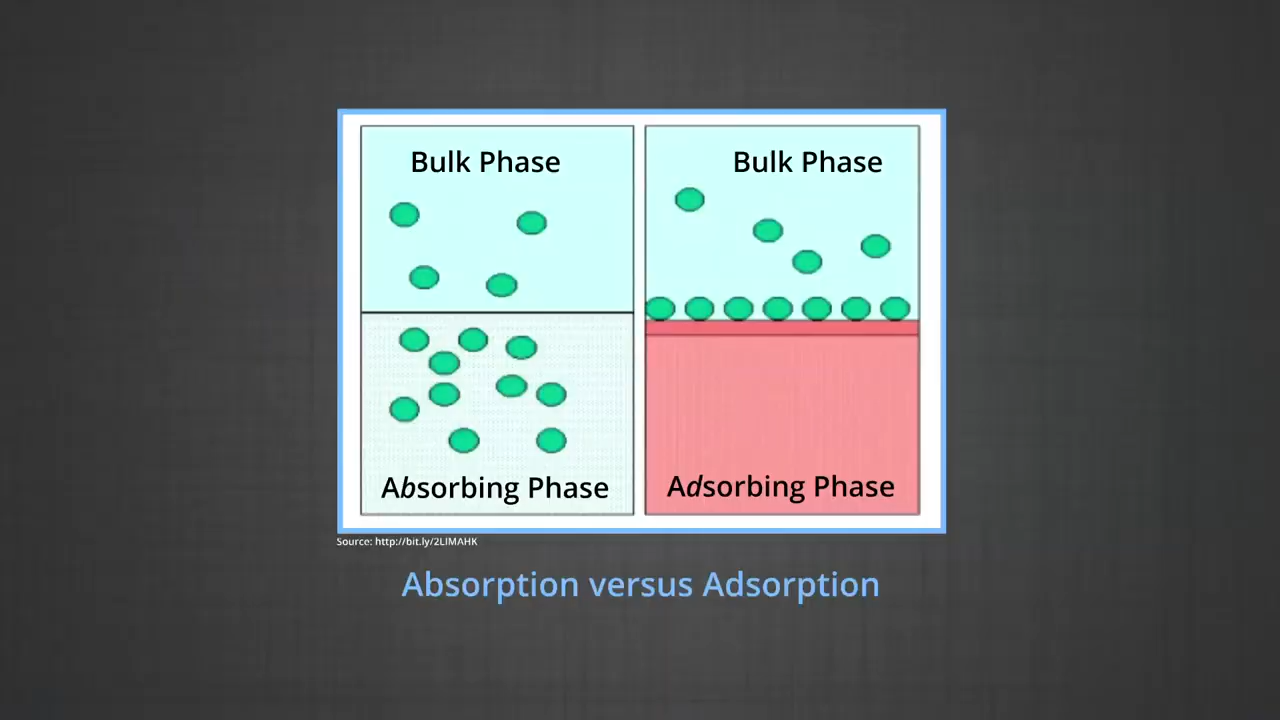 Bulk Phase
Absorbing Phase
Bulk Phase
Adsorbing Phase
Source: http://bit.ly/2LIMAHK
Absorption versus Adsorption